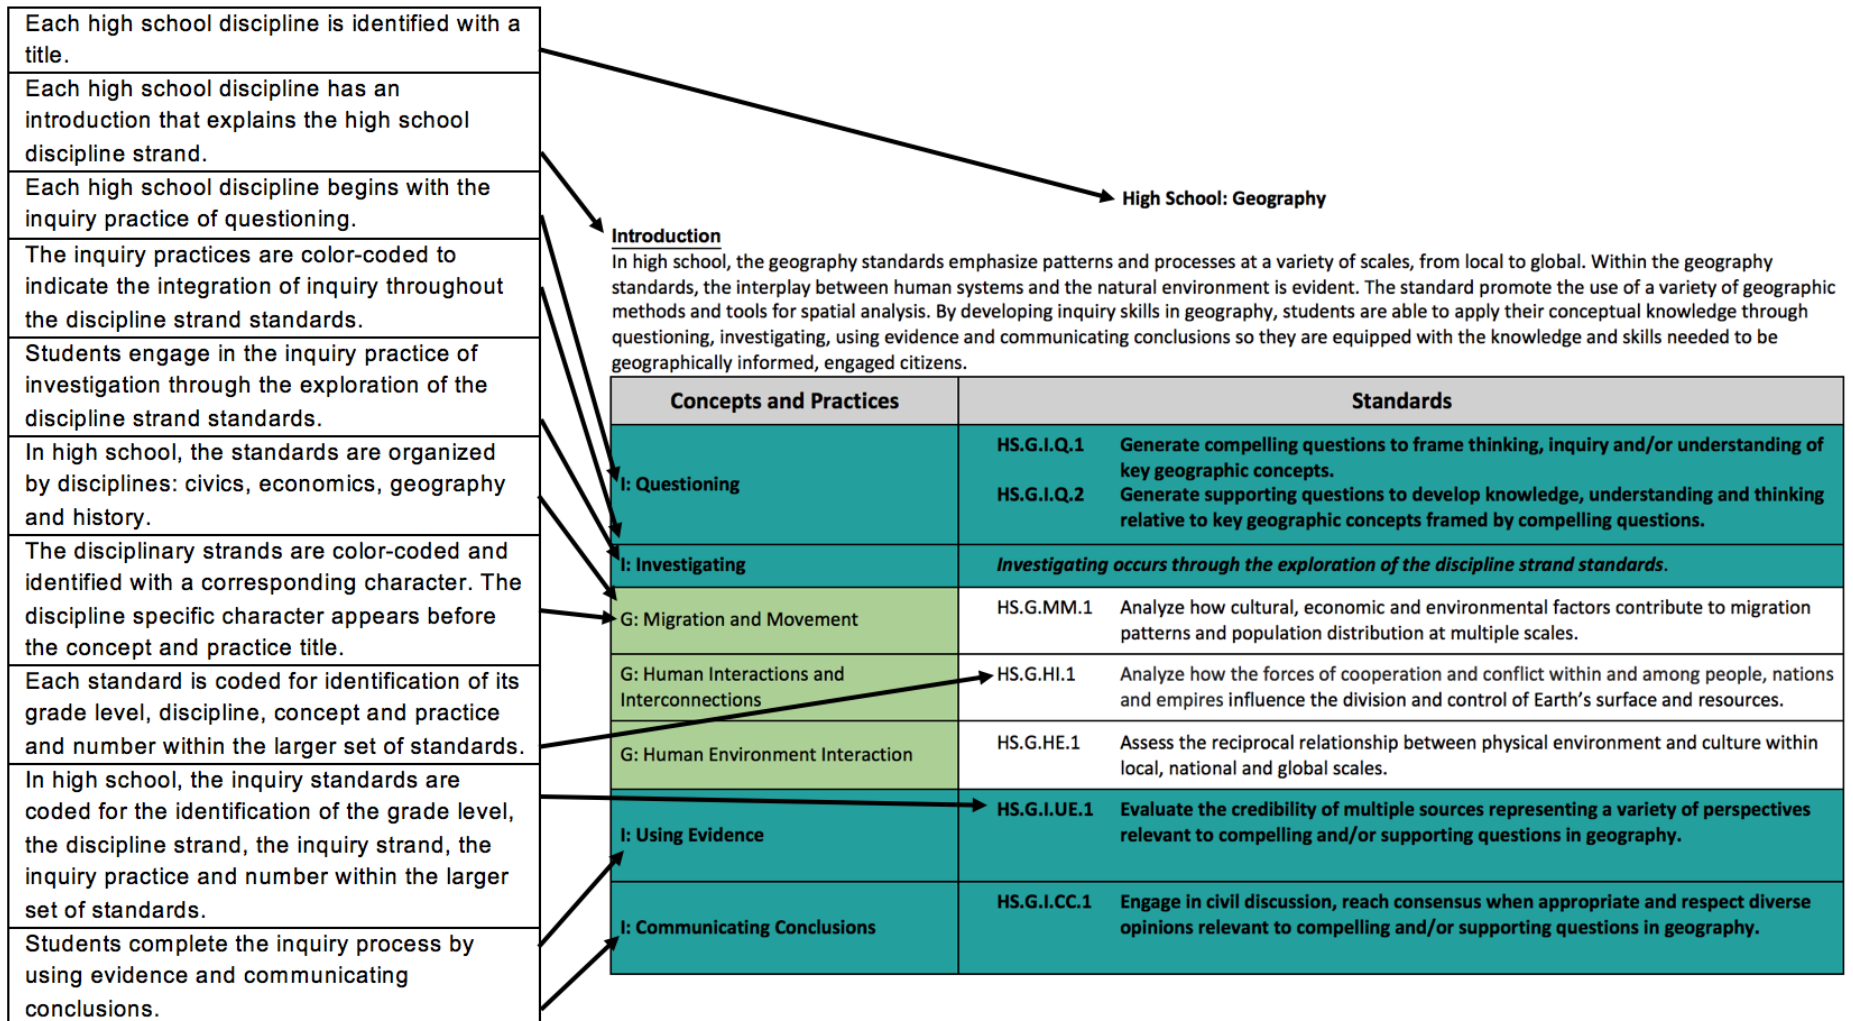 Each high school discipline is identified with a
title.
Each high school discipline has an
introduction that explains the high school
discipline strand.
Each high school discipline begins with the
inquiry practice of questioning.
The inquiry practices are color-coded to
indicate the integration of inquiry throughout
the discipline strand standards.
Students engage in the inquiry practice of
investigation through the exploration of the
discipline strand standards.
In high school, the standards are organized
by disciplines: civics, economics, geography
and history.
The disciplinary strands are color-coded and
identified with a corresponding character. The
discipline specific character appears before
the concept and practice title.
Each standard is coded for identification of its
grade level, discipline, concept and practice
and number within the larger set of standards.
In high school, the inquiry standards are
coded for the identification of the grade level,
the discipline strand, the inquiry strand, the
inquiry practice and number within the larger
set of standards.
Students complete the inquiry process by
using evidence and communicating
conclusions.
High School: Geography
Introduction
In high school, the geography standards emphasize patterns and processes at a variety of scales, from local to global. Within the geography
standards, the interplay between human systems and the natural environment is evident. The standard promote the use of a variety of geographic
methods and tools for spatial analysis. By developing inquiry skills in geography, students are able to apply their conceptual knowledge through
questioning, investigating, using evidence and communicating conclusions so they are equipped with the knowledge and skills needed to be
geographically informed, engaged citizens.
Concepts and Practices Standards
I: Questioning
HS.G.I.Q.1 Generate compelling questions to frame thinking, inquiry and/or understanding of
key geographic concepts.
HS.G.I.Q.2 Generate supporting questions to develop knowledge, understanding and thinking
relative to key geographic concepts framed by compelling questions.
I: Investigating Investigating occurs through the exploration of the discipline strand standards.
G: Migration and Movement
HS.G.MM.1 Analyze how cultural, economic and environmental factors contribute to migration
patterns and population distribution at multiple scales.
G: Human Interactions and
Interconnections
HS.G.HI.1 Analyze how the forces of cooperation and conflict within and among people, nations
and empires influence the division and control of Earth's surface and resources.
G: Human Environment Interaction
HS.G.HE.1 Assess the reciprocal relationship between physical environment and culture within
local, national and global scales.
I: Using Evidence
HS.G.I.UE.1 Evaluate the credibility of multiple sources representing a variety of perspectives
relevant to compelling and/or supporting questions in geography.
I: Communicating Conclusions
HS.G.I.CC.1 Engage in civil discussion, reach consensus when appropriate and respect diverse
opinions relevant to compelling and/or supporting questions in geography.